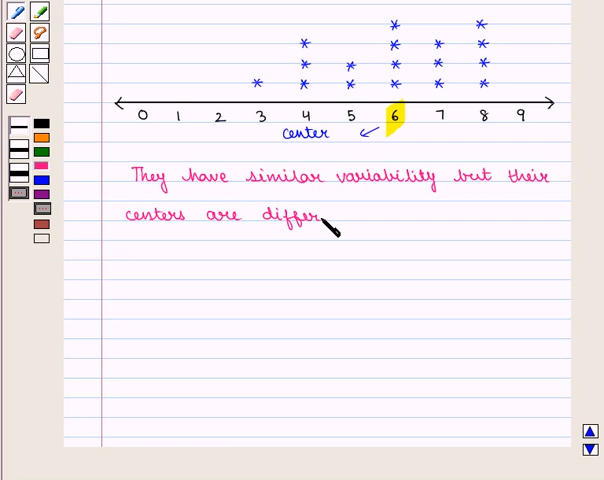 0 1 2 3 4 5 6 7 8 9
center
They have similar variability but their
centers are differ